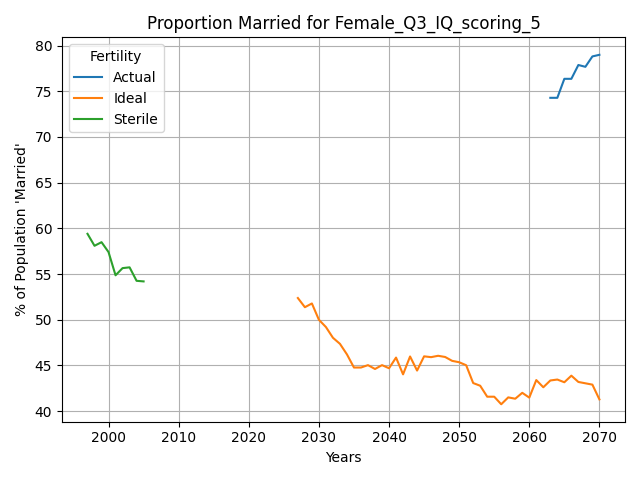 Proportion Married for Female_Q3_IQ_scoring_5
Fertility
Actual
Ideal
Sterile
% of Population 'Married'
80
75
70
65
60
55
50
45
40
2000
2010
2020
2030
2040
2050
2060
2070
Years